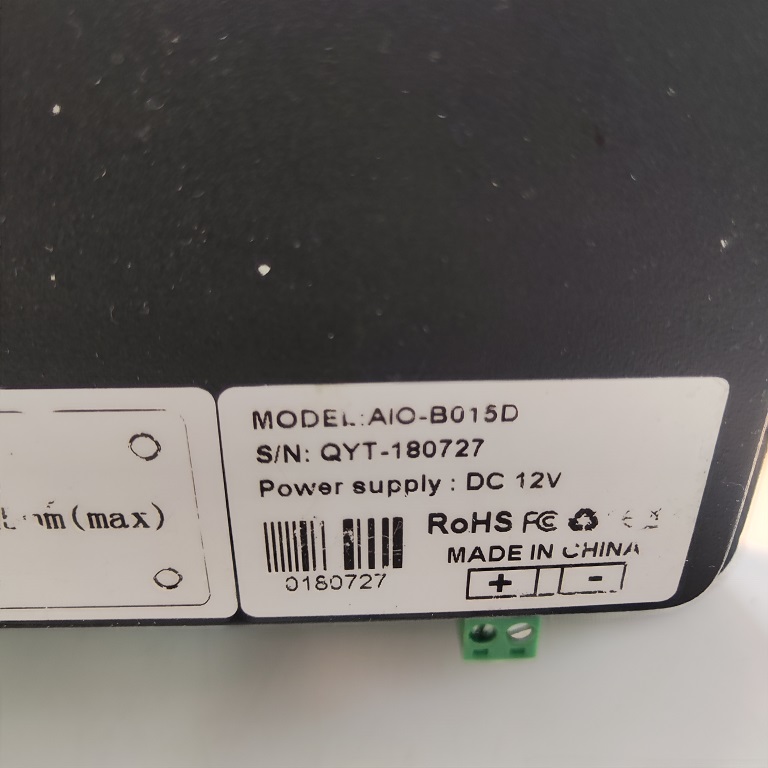 (max)
MODEL:AIO-B015D
S/N: QYT-180727
Power supply : DC 12V
RoHS FC
MADE IN CHINA
0180727
+ -